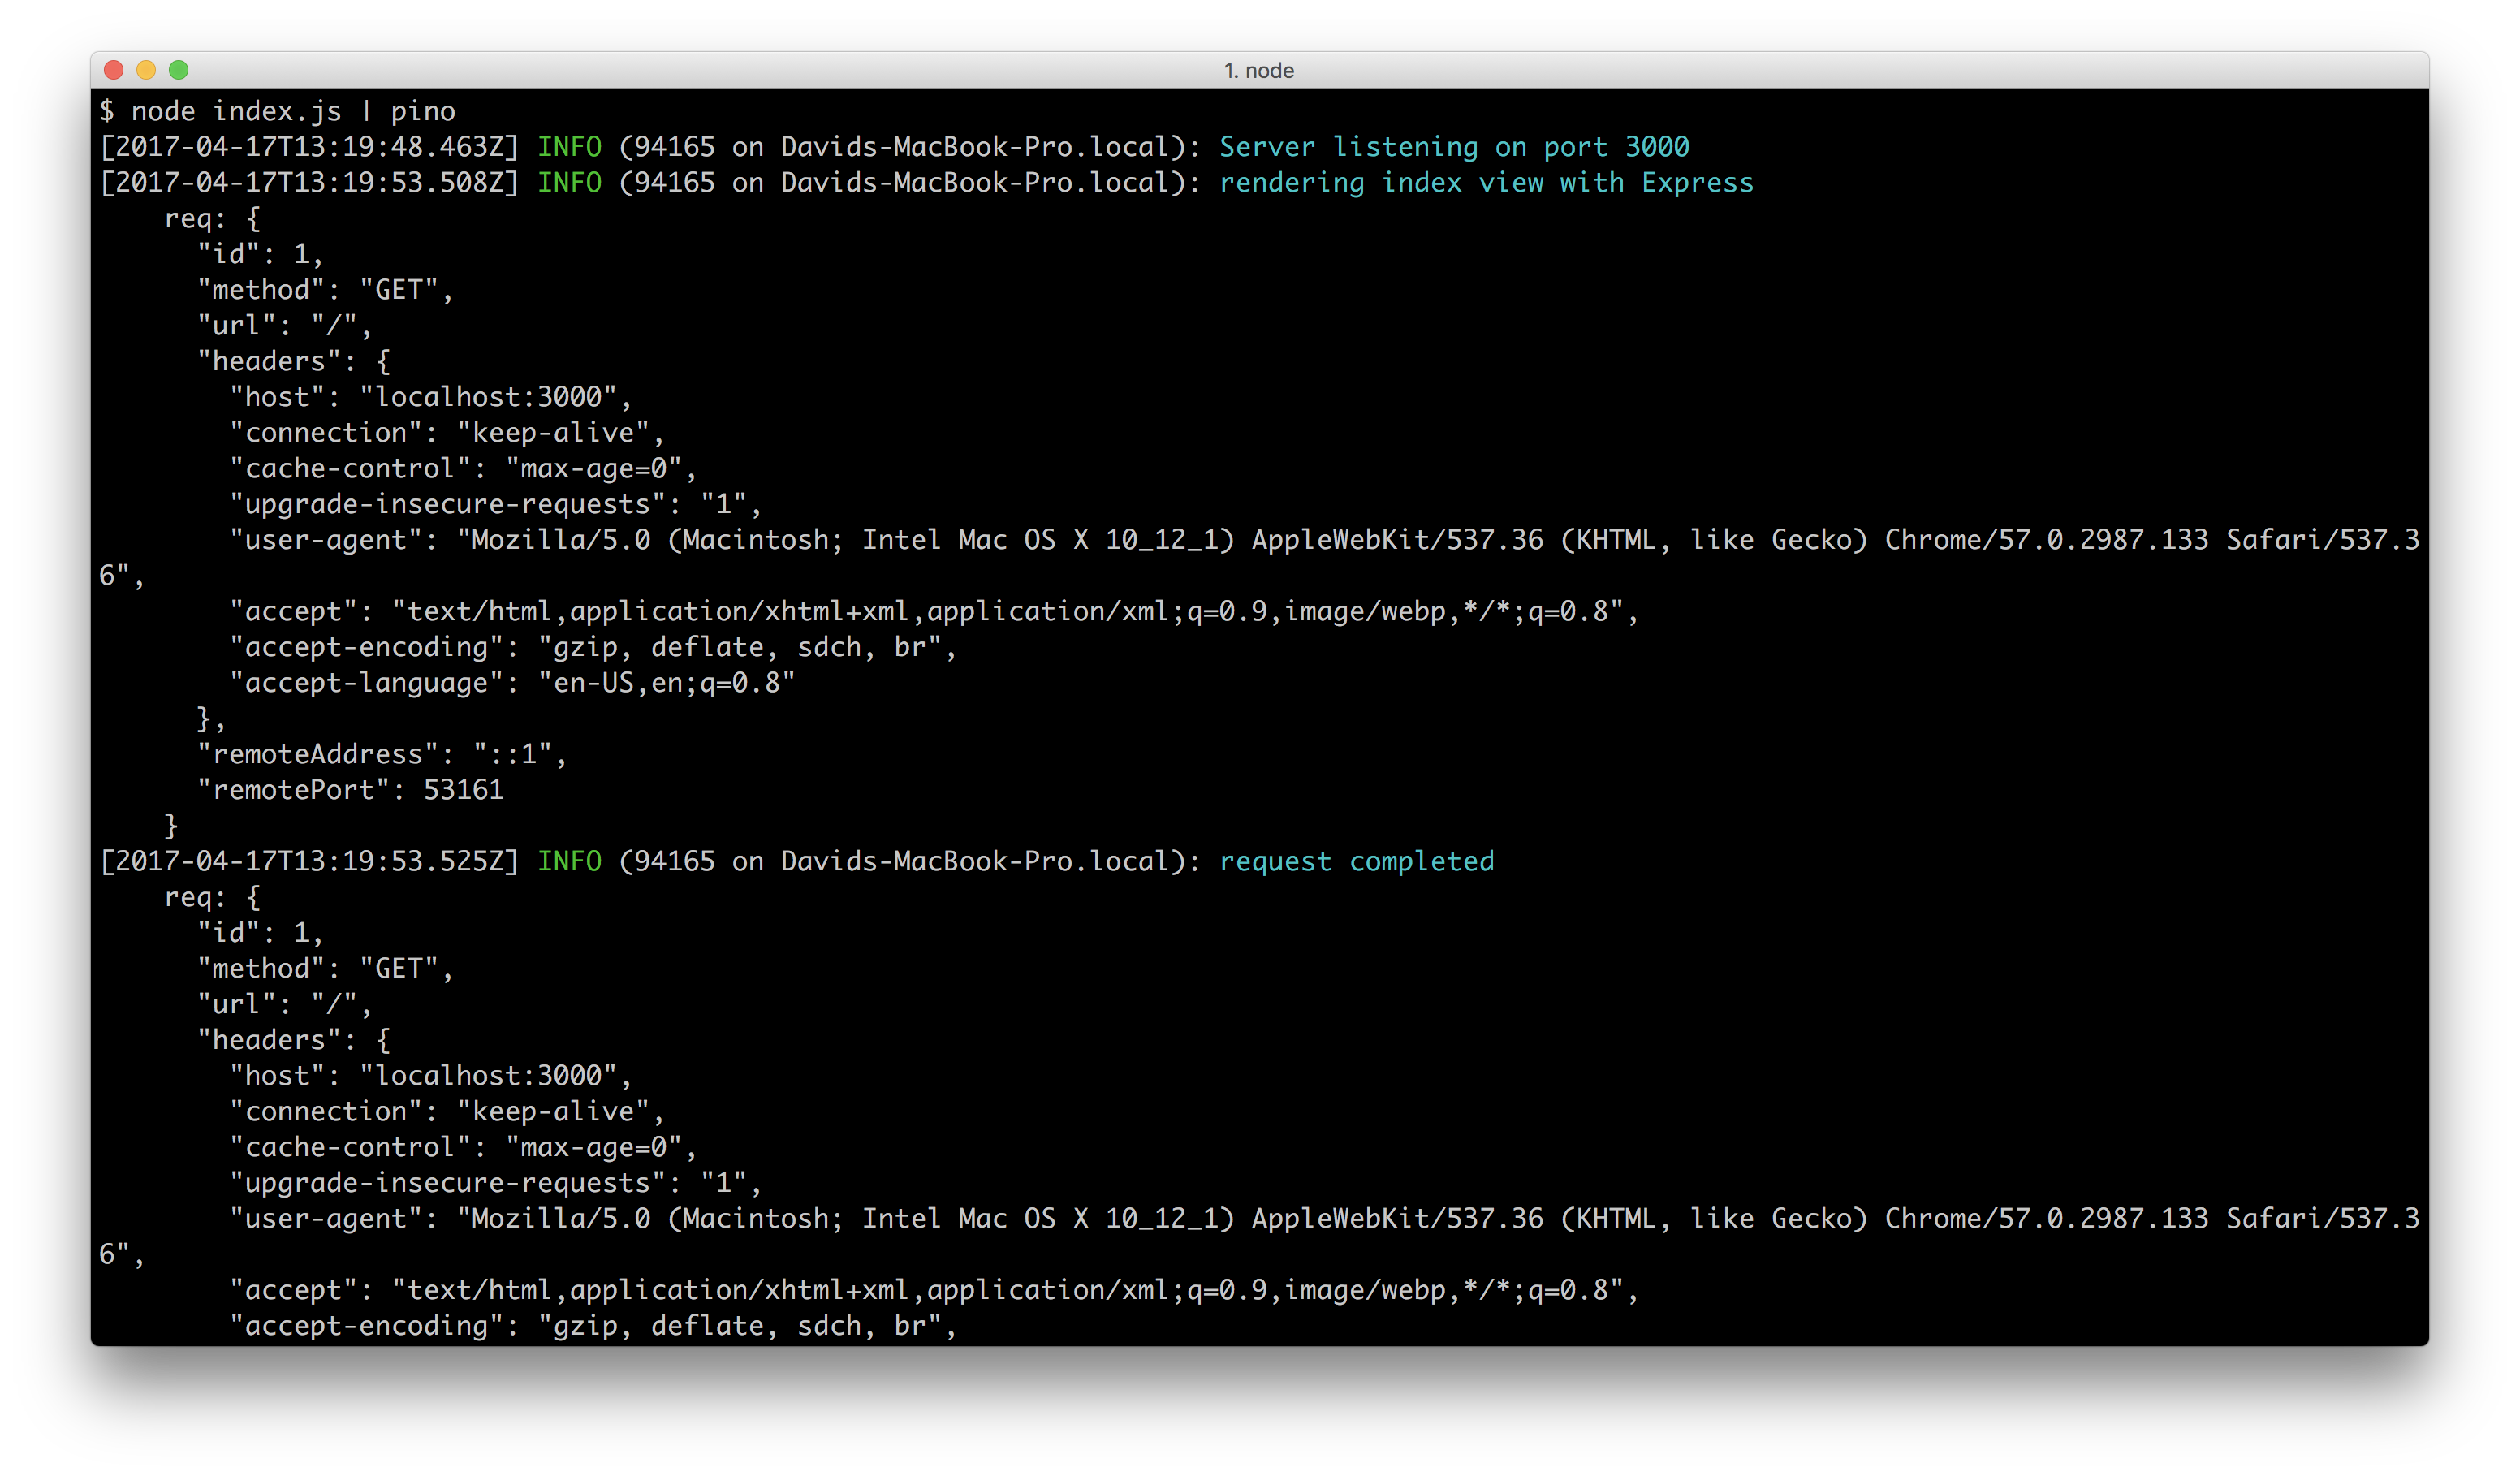 1. node
$ node index.js | pino
[2017-04-17T13:19:48.463Z] INFO (94165 on Davids-MacBook-Pro.local): Server listening on port 3000
[2017-04-17T13:19:53.508Z] INFO (94165 on Davids-MacBook-Pro.local): rendering index view with Express
    req: {
      "id": 1,
      "method": "GET",
      "url": "/",
      "headers": {
        "host": "localhost:3000",
        "connection": "keep-alive",
        "cache-control": "max-age=0",
        "upgrade-insecure-requests": "1",
        "user-agent": "Mozilla/5.0 (Macintosh; Intel Mac OS X 10_12_1) AppleWebKit/537.36 (KHTML, like Gecko) Chrome/57.0.2987.133 Safari/537.3
6",
        "accept": "text/html,application/xhtml+xml,application/xml;q=0.9,image/webp,*/*;q=0.8",
        "accept-encoding": "gzip, deflate, sdch, br",
        "accept-language": "en-US,en;q=0.8"
      },
      "remoteAddress": "::1",
      "remotePort": 53161
    }
[2017-04-17T13:19:53.525Z] INFO (94165 on Davids-MacBook-Pro.local): request completed
    req: {
      "id": 1,
      "method": "GET",
      "url": "/",
      "headers": {
        "host": "localhost:3000",
        "connection": "keep-alive",
        "cache-control": "max-age=0",
        "upgrade-insecure-requests": "1",
        "user-agent": "Mozilla/5.0 (Macintosh; Intel Mac OS X 10_12_1) AppleWebKit/537.36 (KHTML, like Gecko) Chrome/57.0.2987.133 Safari/537.3
6",
        "accept": "text/html,application/xhtml+xml,application/xml;q=0.9,image/webp,*/*;q=0.8",
        "accept-encoding": "gzip, deflate, sdch, br",